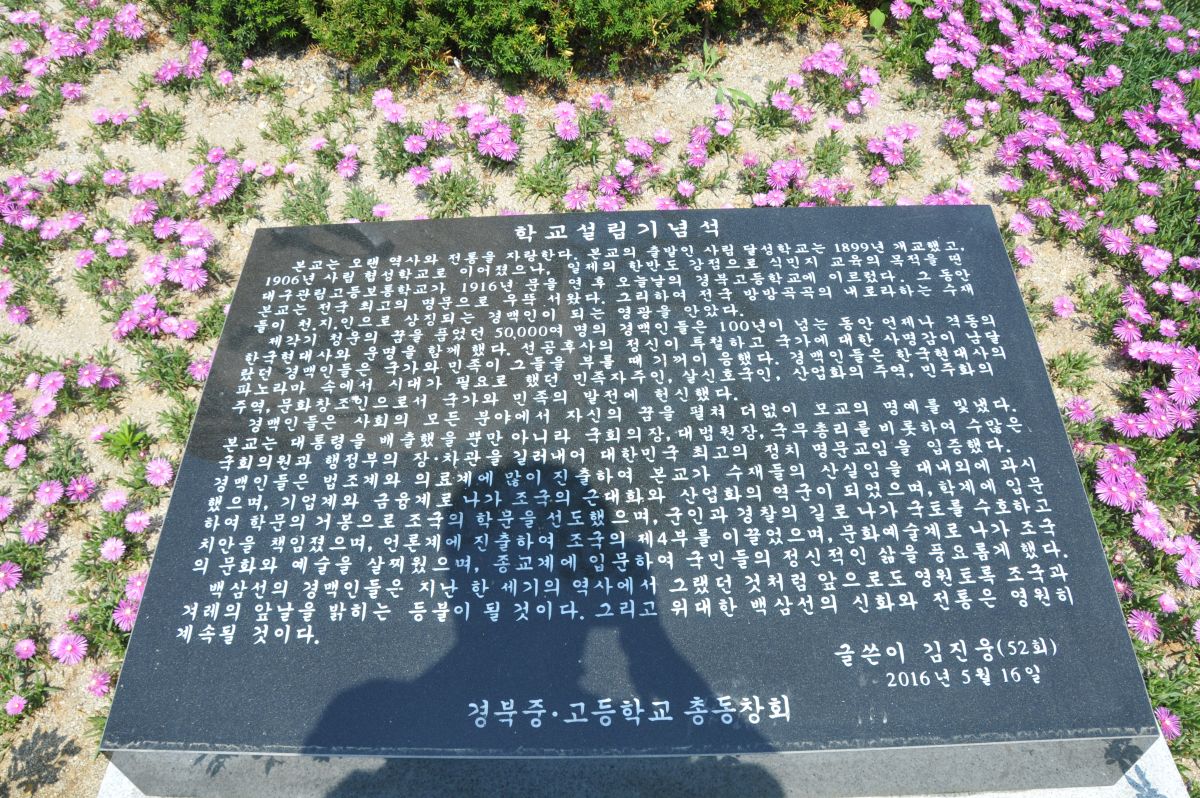 학교설립기념석
본교는 오랜 역사와 전통을 자랑한다. 본교의 출발인 사립 달성학교는 1899년 개교했고,
1906년 사립 협성학교로 이어졌으나, 일제의 한반도 강점으로 식민지 교육의 목적을 띤
대구관립고등보통학교가 1916년 문을 연 후 오늘날의 경북고등학교에 이르렀다. 그 동안
본교는 전국 최고의 명문으로 우뚝 서왔다. 그리하여 전국 방방곡곡의 내로라하는 수재
들이 천.지.인으로 상징되는 경맥인이 되는 영광을 안았다.
제각기 청운의 꿈을 품었던 50,000여 명의 경맥인들은 100년이 넘는 동안 언제나 격동의
한국현대사와 운명을 함께 했다. 선공후사의 정신이 투철하고 국가에 대한 사명감이 남달
랐던 경맥인들은 국가와 민족이 그들을 부를 때 기꺼이 응했다. 경맥인들은 한국현대사의
파노라마 속에서 시대가 필요로 했던 민족자주인, 살신호국인, 산업화의 주역, 민주화의
주역, 문화창조인으로서 국가와 민족의 발전에 헌신했다.
경맥인들은 사회의 모든 분야에서 자신의 꿈을 펼쳐 더없이 모교의 명예를 빛냈다.
본교는 대통령을 배출했을 뿐만 아니라 국회의장, 대법원장, 국무총리를 비롯하여 수많은
국회의원과 행정부의 장·차관을 길러내어 대한민국 최고의 정치 명문교임을 입증했다.
경맥인들은 법조계와 의료계에 많이 진출하여 본교가 수재들의 산실임을 대내외에 과시
했으며, 기업계와 금융계로 나가 조국의 근대화와 산업화의 역군이 되었으며, 학계에 입문
하여 학문의 거봉으로 조국의 학문을 선도했으며, 군인과 경찰의 길로 나가 국토를 수호하고
치안을 책임졌으며, 언론계에 진출하여 조국의 제4부를 이끌었으며, 문화예술계로 나가 조국
의 문화와 예술을 살찌웠으며, 종교계에 입문하여 국민들의 정신적인 삶을 풍요롭게 했다.
백삼선의 경맥인들은 지난 한 세기의 역사에서 그랬던 것처럼 앞으로도 영원토록 조국과
겨레의 앞날을 밝히는 등불이 될 것이다. 그리고 위대한 백삼선의 신화와 전통은 영원히
계속될 것이다.
글쓴이 김진웅(52회)
2016년 5월 16일
경북중·고등학교 총동창회